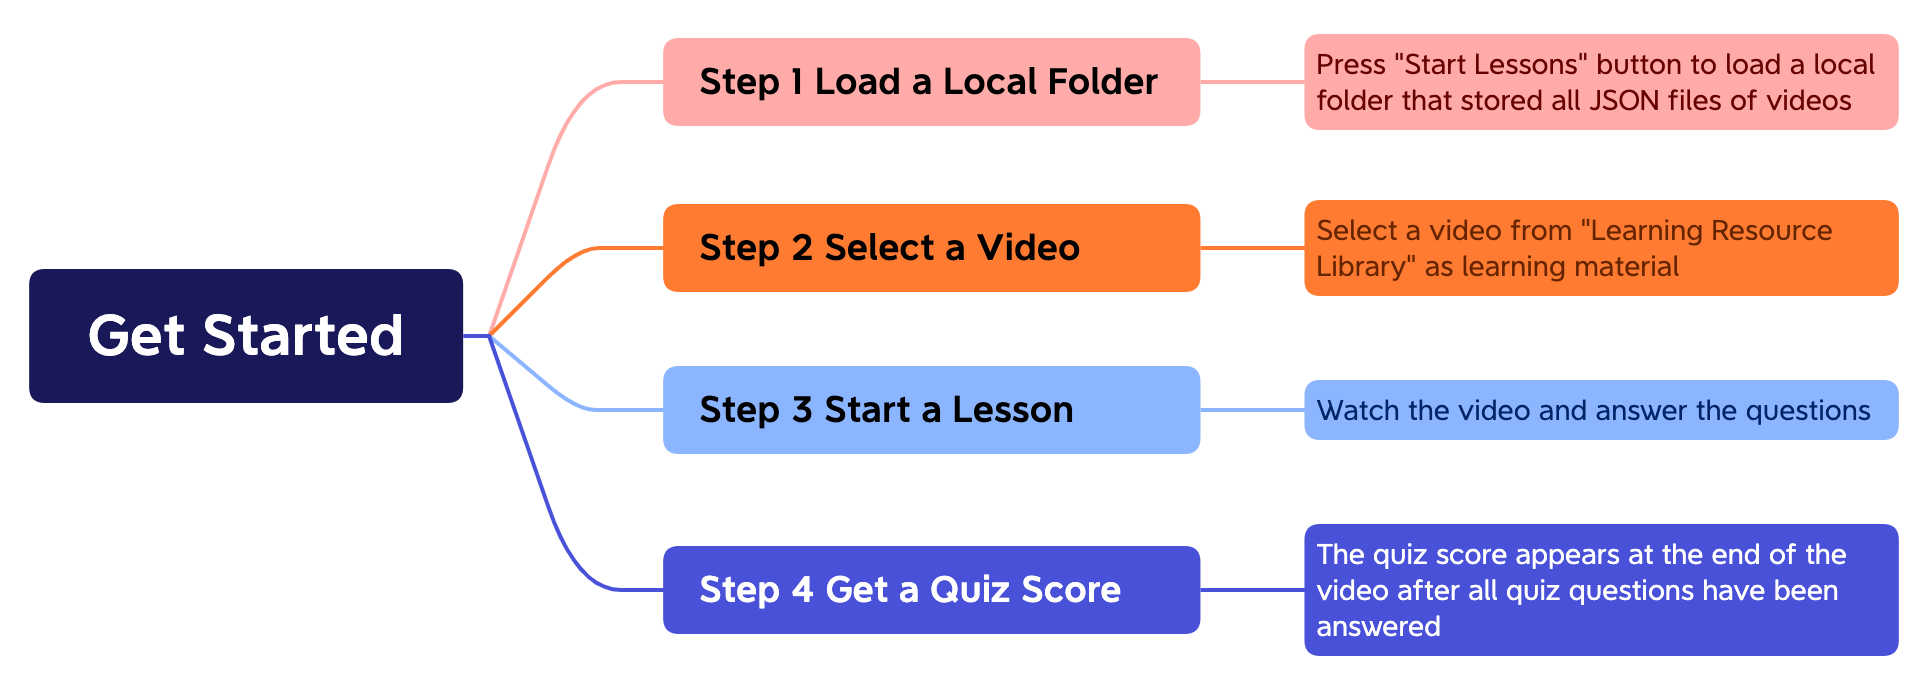 Get Started
Step 1 Load a Local Folder
Press "Start Lessons" button to load a local
folder that stored all JSON files of videos
Step 2 Select a Video
Select a video from "Learning Resource
Library" as learning material
Step 3 Start a Lesson
Watch the video and answer the questions
Step 4 Get a Quiz Score
The quiz score appears at the end of the
video after all quiz questions have been
answered